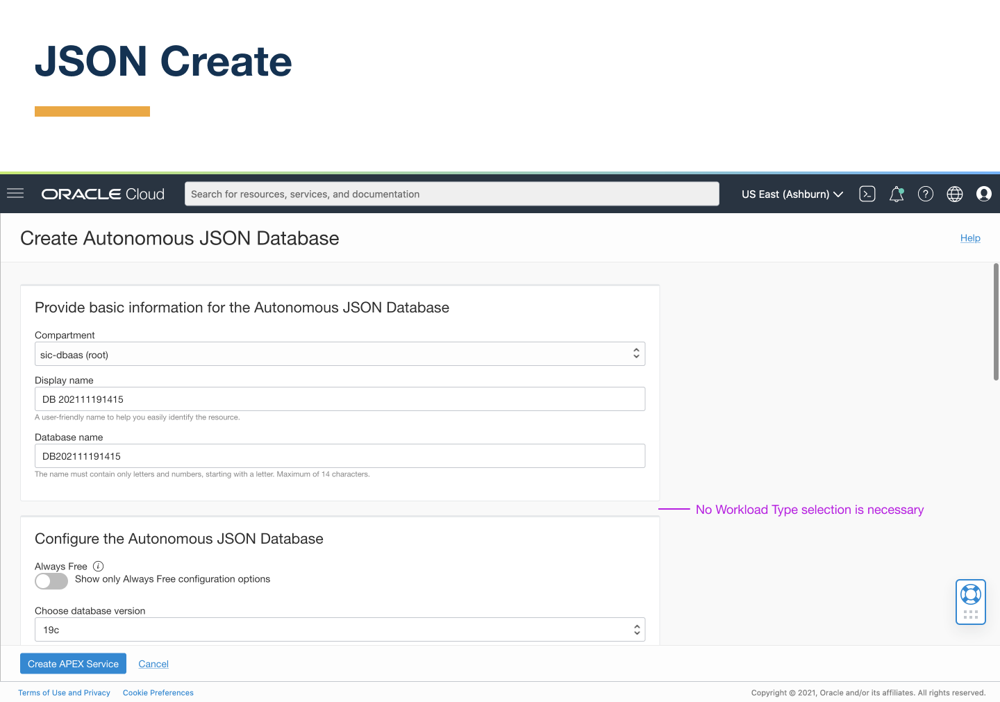 JSON Create
ORACLE Cloud
Search for resources, services, and documentation
US East (Ashburn)
Create Autonomous JSON Database
Help
Provide basic information for the Autonomous JSON Database
Compartment
sic-dbaas (root)
Display name
DB 202111191415
A user-friendly name to help you easily identify the resource.
Database name
DB202111191415
The name must contain only letters and numbers, starting with a letter. Maximum of 14 characters.
No Workload Type selection is necessary
Configure the Autonomous JSON Database
Always Free
Show only Always Free configuration options
Choose database version
19c
Create APEX Service
Cancel
Terms of Use and Privacy
Cookie Preferences
Copyright © 2021, Oracle and/or its affiliates. All rights reserved.